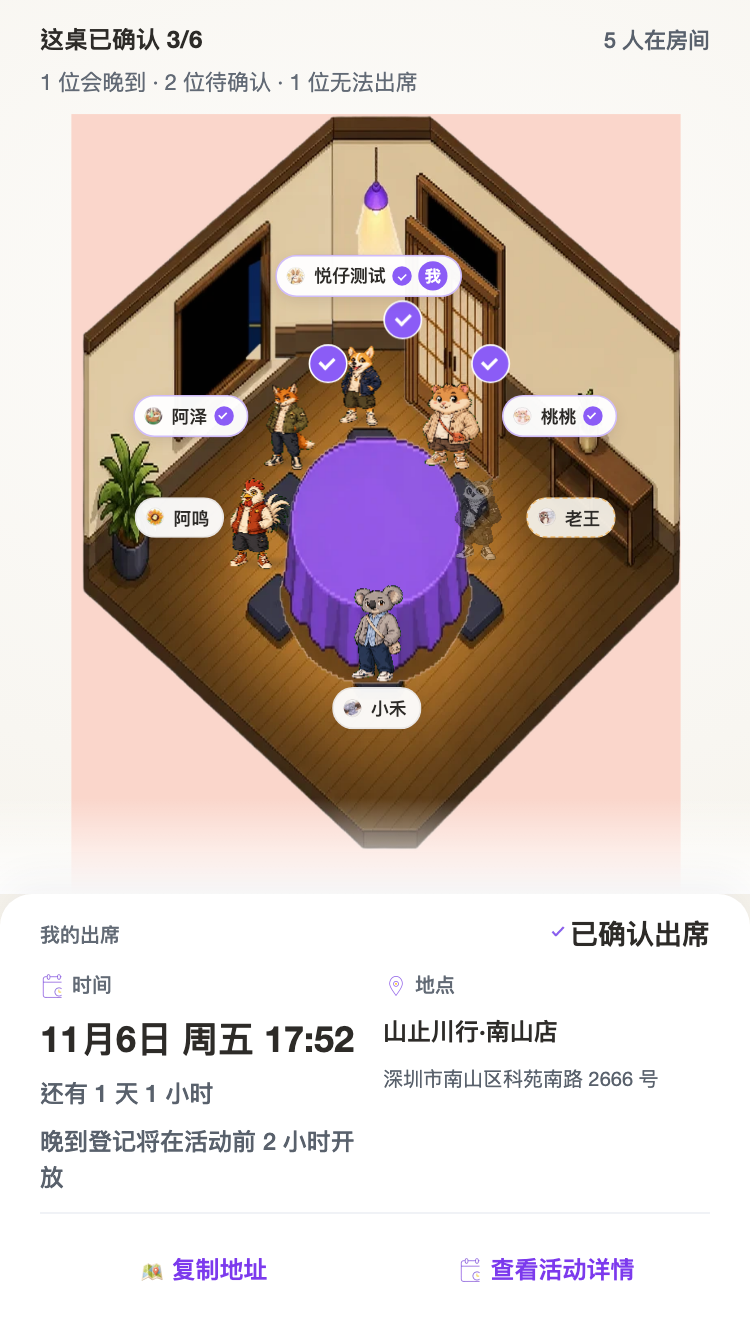 这桌已确认 3/6
5 人在房间
1 位会晚到 · 2 位待确认 · 1 位无法出席
悦仔测试 我
阿泽
桃桃
阿鸣
老王
小禾
我的出席
已确认出席
时间
地点
11月6日 周五 17:52
山止川行·南山店
还有 1 天 1 小时
深圳市南山区科苑南路 2666 号
晚到登记将在活动前 2 小时开
放
复制地址
查看活动详情